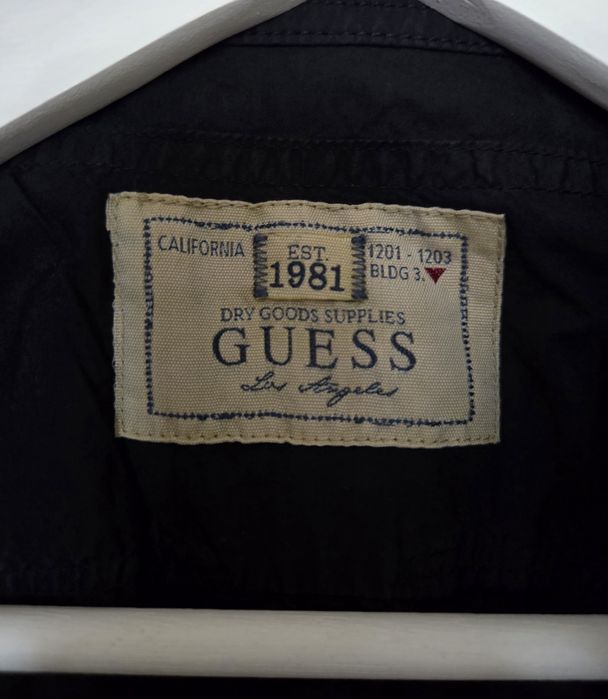 CALIFORNIA
EST.
1981
1201 - 1203
BLDG 3.
DRY GOODS SUPPLIES
GUESS
Los Angeles